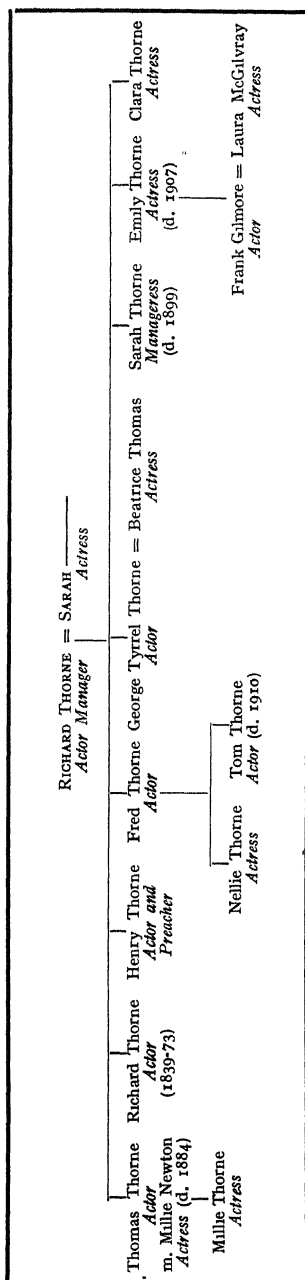 RICHARD THORNE = SARAH
Actor Manager Actress
Thomas Thorne
Actor
m. Millie Newton
Actress (d. 1884)
Richard Thorne
Actor
(1839-73)
Henry Thorne
Actor and
Preacher
Fred Thorne
Actor
George Tyrrel Thorne = Beatrice Thomas
Actor Actress
Sarah Thorne
Manageress
(d. 1899)
Emily Thorne
Actress
(d. 1907)
Clara Thorne
Actress
Millie Thorne
Actress
Nellie Thorne
Actress
Tom Thorne
Actor (d. 1910)
Frank Gilmore = Laura McGilvray
Actor Actress